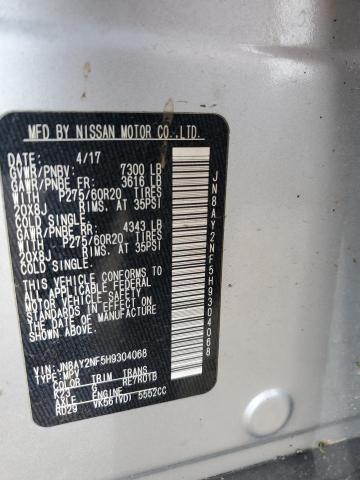 MFD BY NISSAN MOTOR CO.,LTD.
DATE: 4/17
GVWR/PNBV: 7300 LB
GAWR/PNBE FR: 3616 LB
WITH P275/60R20 TIRES
20X8J RIMS, AT 35PSI
COLD SINGLE.
GAWR/PNBE RR: 4343 LB
WITH P275/60R20 TIRES
20X8J RIMS, AT 35PSI
COLD SINGLE.
THIS VEHICLE CONFORMS TO
ALL APPLICABLE FEDERAL
MOTOR VEHICLE SAFETY
STANDARDS IN EFFECT ON THE
DATE OF MANUFACTURE
SHOWN ABOVE.
VIN: JN8AY2NF5H9304068
TYPE: MPV
COLOR TRIM TRANS
K23 G RE7R01B
AXLE ENGINE
RD29 VK56(VD) 5552CC
JN8AY2NF5H9304068